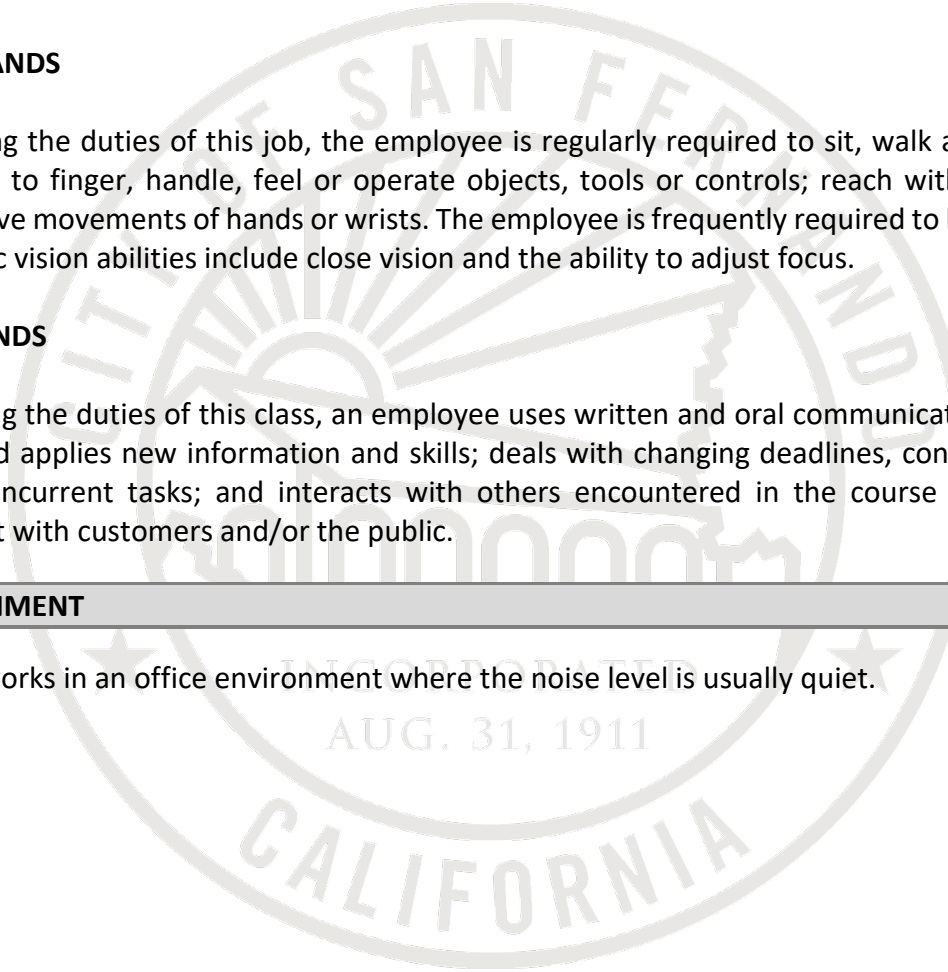 ANDS
ng the duties of this job, the employee is regularly required to sit, walk a
to finger, handle, feel or operate objects, tools or controls; reach with
ve movements of hands or wrists. The employee is frequently required to
c vision abilities include close vision and the ability to adjust focus.
NDS
ng the duties of this class, an employee uses written and oral communicat
d applies new information and skills; deals with changing deadlines, con
ncurrent tasks; and interacts with others encountered in the course
t with customers and/or the public.
NMENT
orks in an office environment where the noise level is usually quiet.
CITY OF SAN FERNANDO
INCORPORATED
AUG. 31, 1911
CALIFORNIA